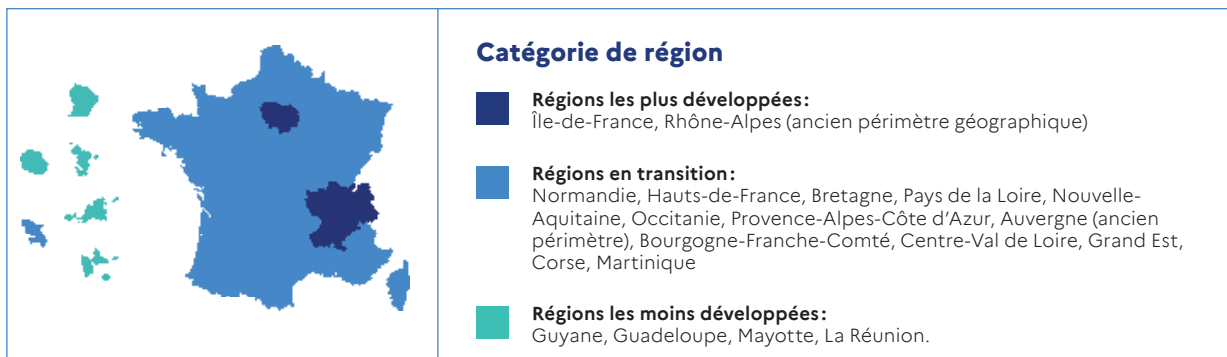 Catégorie de région
Régions les plus développées:
Île-de-France, Rhône-Alpes (ancien périmètre géographique)
Régions en transition:
Normandie, Hauts-de-France, Bretagne, Pays de la Loire, Nouvelle-
Aquitaine, Occitanie, Provence-Alpes-Côte d’Azur, Auvergne (ancien
périmètre), Bourgogne-Franche-Comté, Centre-Val de Loire, Grand Est,
Corse, Martinique
Régions les moins développées:
Guyane, Guadeloupe, Mayotte, La Réunion.